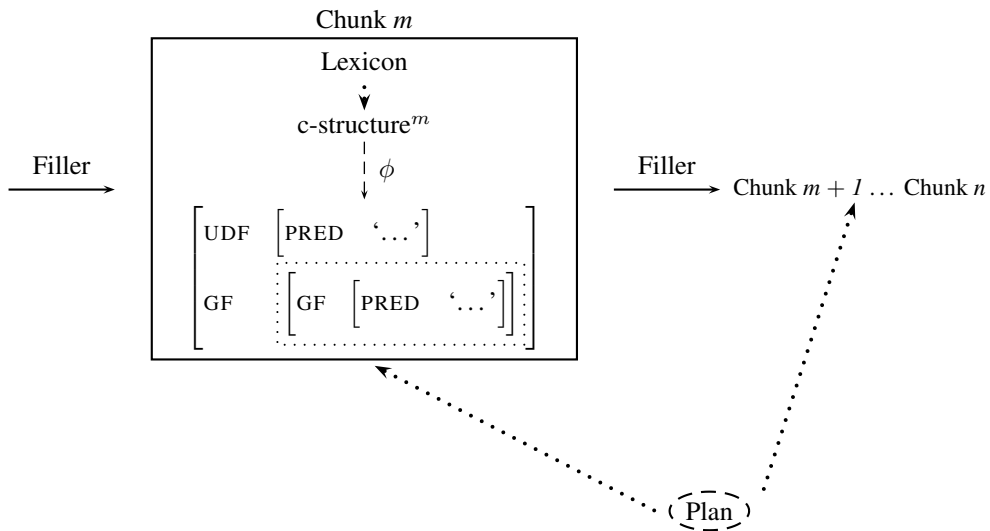 Chunk m
Lexicon
c-structure^m
ϕ
Filler
Filler
Chunk m + 1 … Chunk n
UDF [PRED ‘…’]
GF [GF [PRED ‘…’]]
Plan